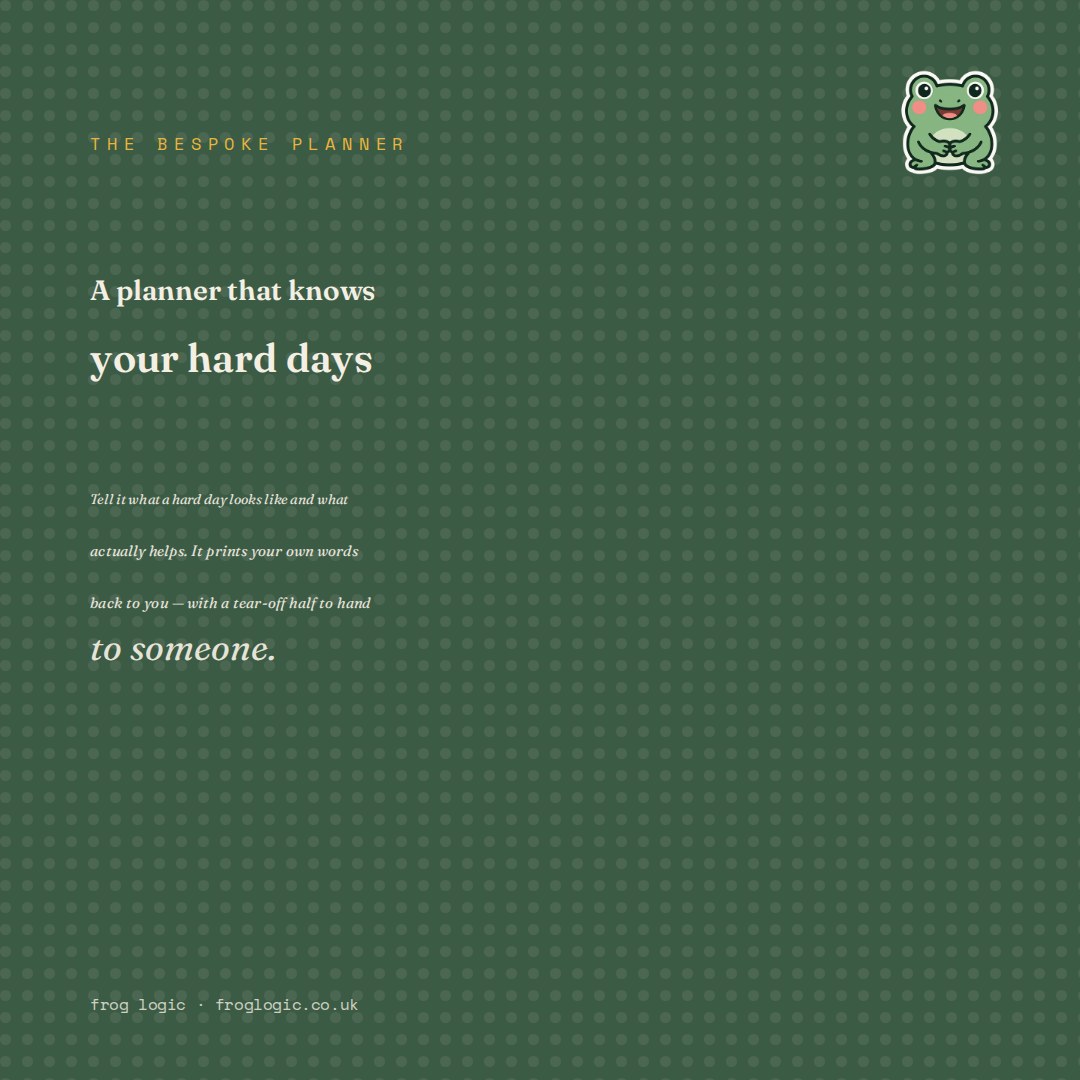 THE BESPOKE PLANNER
A planner that knows
your hard days
Tell it what a hard day looks like and what
actually helps. It prints your own words
back to you — with a tear-off half to hand
to someone.
frog logic · froglogic.co.uk